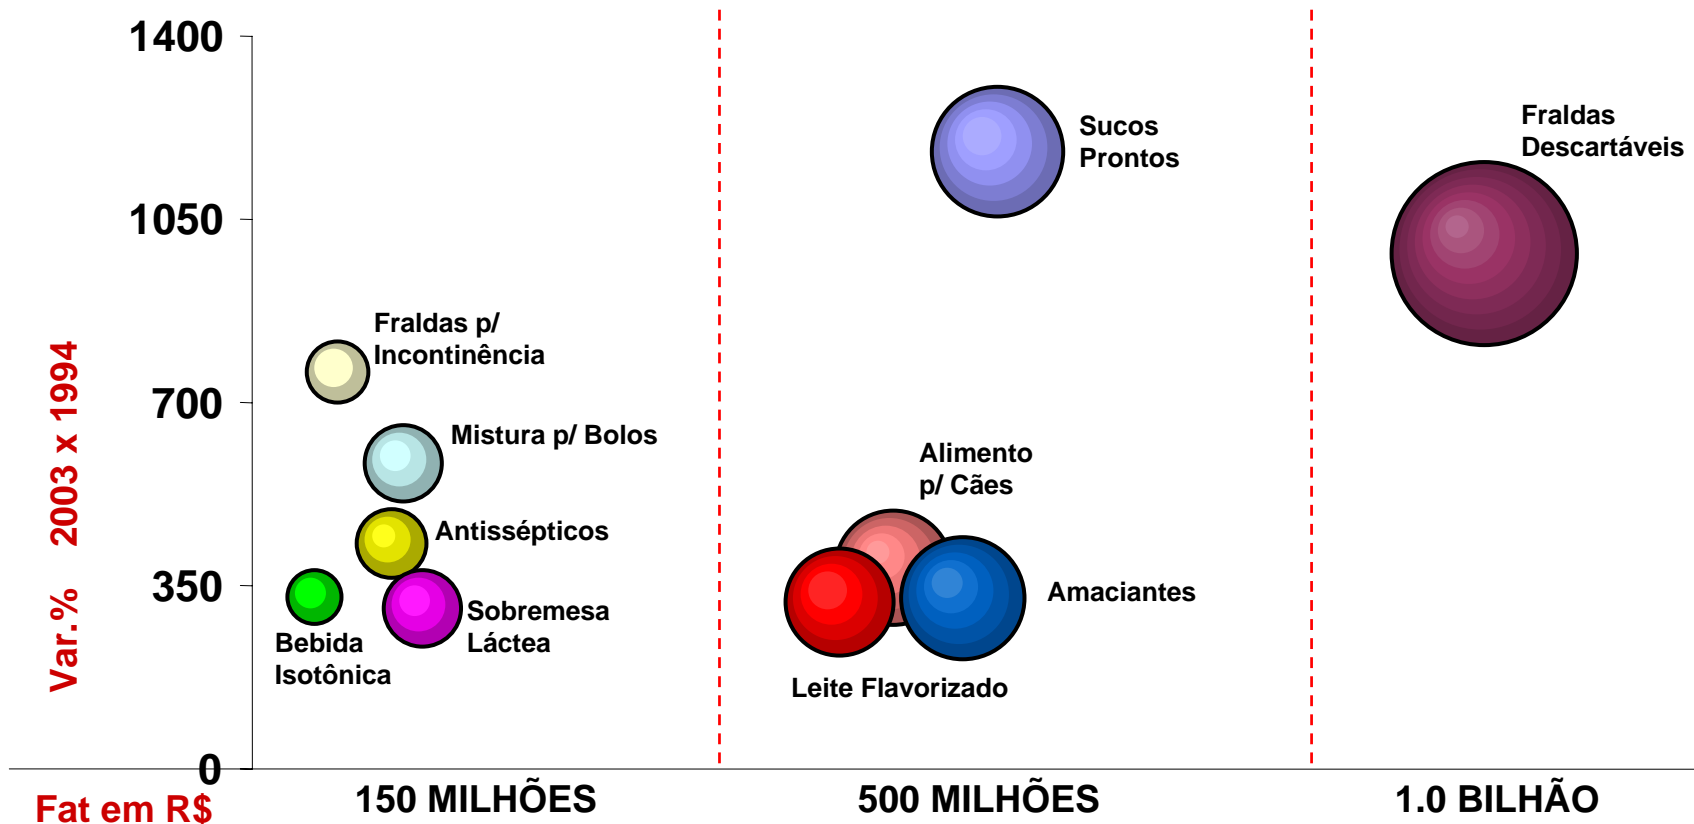 1400
1050
700
350
0
Var.% 2003 x 1994
Fat em R$
150 MILHÕES
500 MILHÕES
1.0 BILHÃO
Fraldas p/
Incontinência
Mistura p/ Bolos
Antissépticos
Bebida
Isotônica
Sobremesa
Láctea
Sucos
Prontos
Alimento
p/ Cães
Amaciantes
Leite Flavorizado
Fraldas
Descartáveis